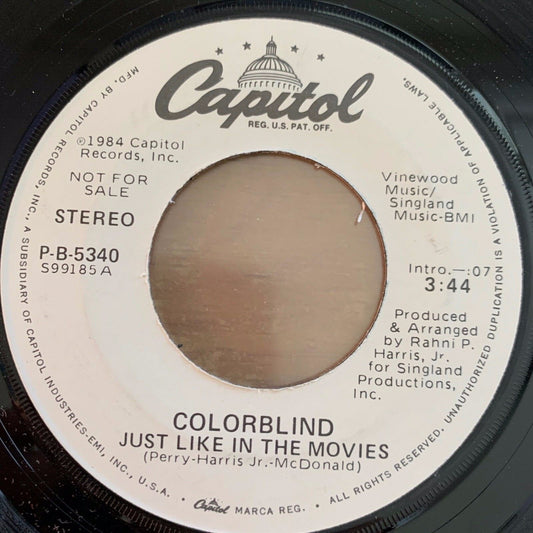 Capitol
REG. U.S. PAT. OFF.
℗1984 Capitol
Records, Inc.
NOT FOR
SALE
STEREO
P-B-5340
S99185A
Vinewood
Music/
Singland
Music-BMI
Intro.—:07
3:44
Produced
& Arranged
by Rahni P.
Harris, Jr.
for Singland
Productions,
Inc.
COLORBLIND
JUST LIKE IN THE MOVIES
(Perry-Harris Jr.-McDonald)
MFD. BY CAPITOL RECORDS, INC., A SUBSIDIARY OF CAPITOL INDUSTRIES-EMI, INC., U.S.A. • Capitol MARCA REG. • ALL RIGHTS RESERVED. UNAUTHORIZED DUPLICATION IS A VIOLATION OF APPLICABLE LAWS.